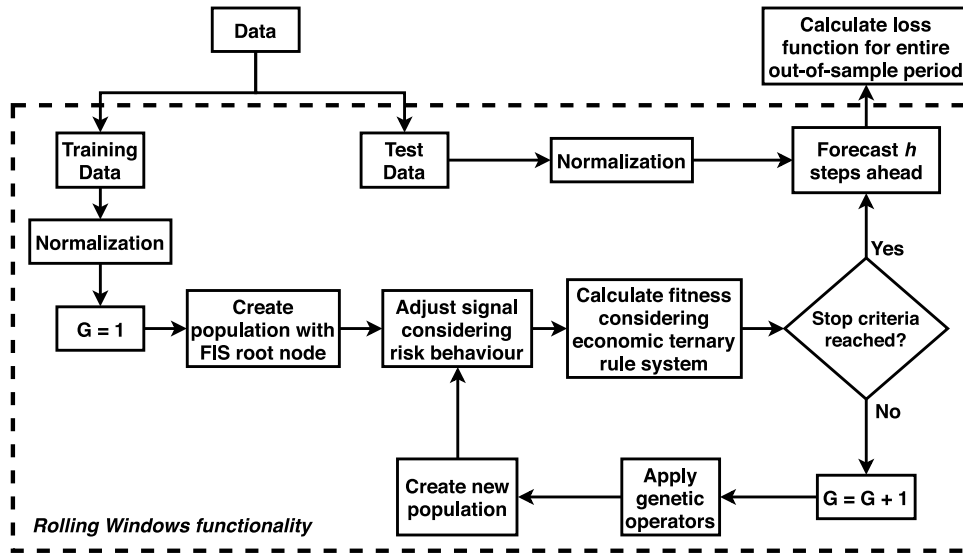 Data
Calculate loss
function for entire
out-of-sample period
Training
Data
Test
Data
Normalization
Forecast h
steps ahead
Normalization
Yes
G = 1
Create
population with
FIS root node
Adjust signal
considering
risk behaviour
Calculate fitness
considering
economic ternary
rule system
Stop criteria
reached?
No
Create new
population
Apply
genetic
operators
G = G + 1
Rolling Windows functionality